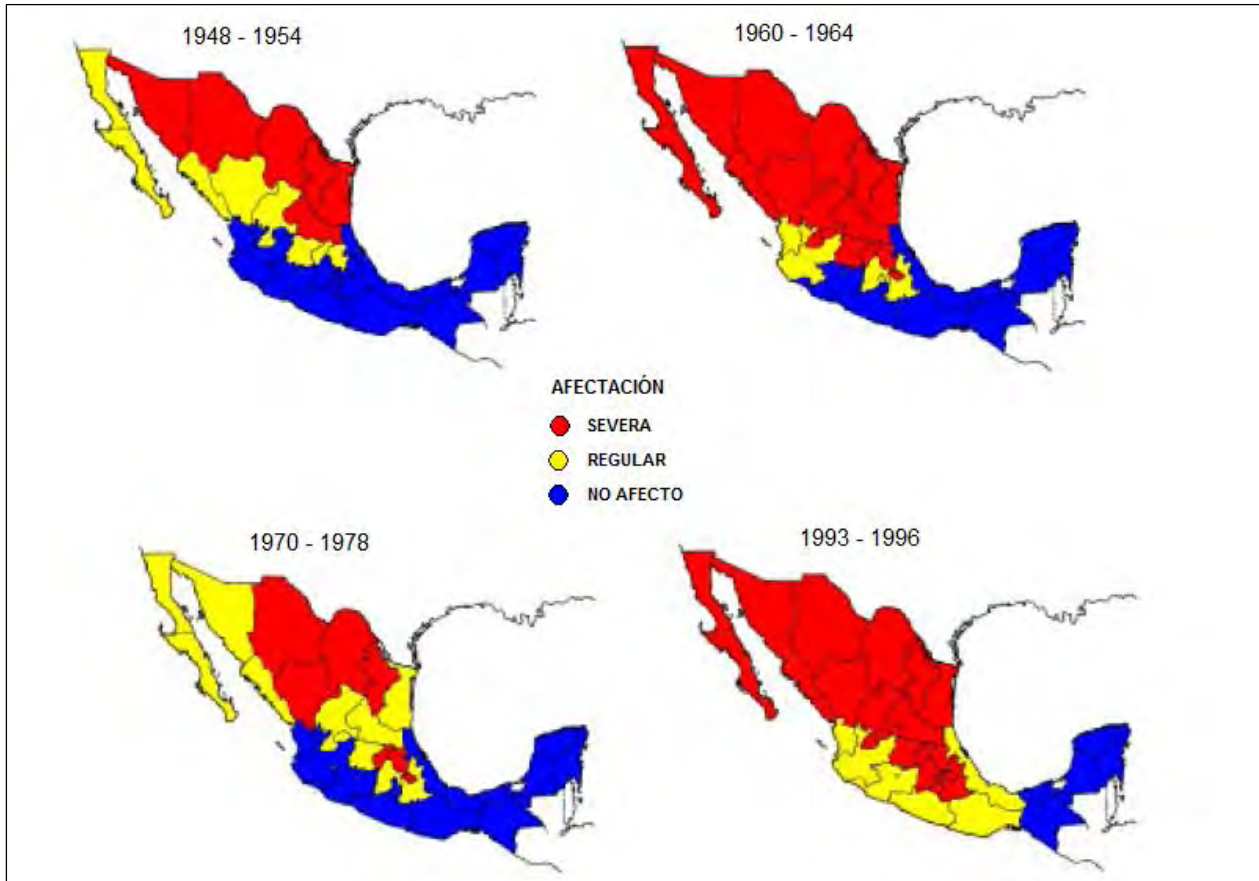 1948 - 1954
1960 - 1964
AFECTACIÓN
SEVERA
REGULAR
NO AFECTO
1970 - 1978
1993 - 1996